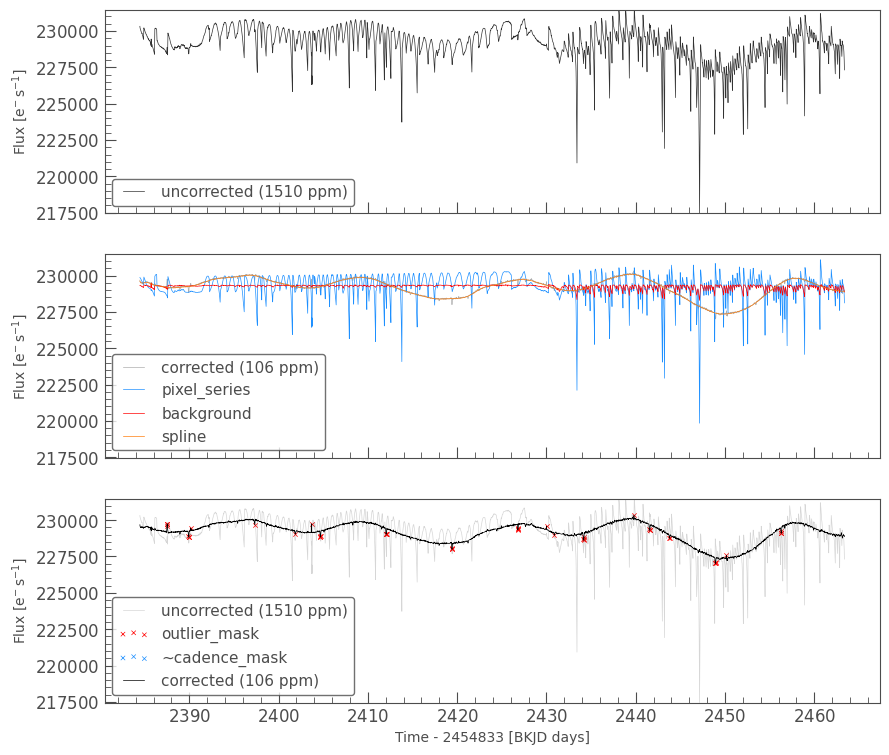 230000
227500
225000
222500
220000
217500
Flux [e⁻ s⁻¹]
uncorrected (1510 ppm)
230000
227500
225000
222500
220000
217500
Flux [e⁻ s⁻¹]
corrected (106 ppm)
pixel_series
background
spline
230000
227500
225000
222500
220000
217500
Flux [e⁻ s⁻¹]
uncorrected (1510 ppm)
outlier_mask
~cadence_mask
corrected (106 ppm)
2390 2400 2410 2420 2430 2440 2450 2460
Time - 2454833 [BKJD days]